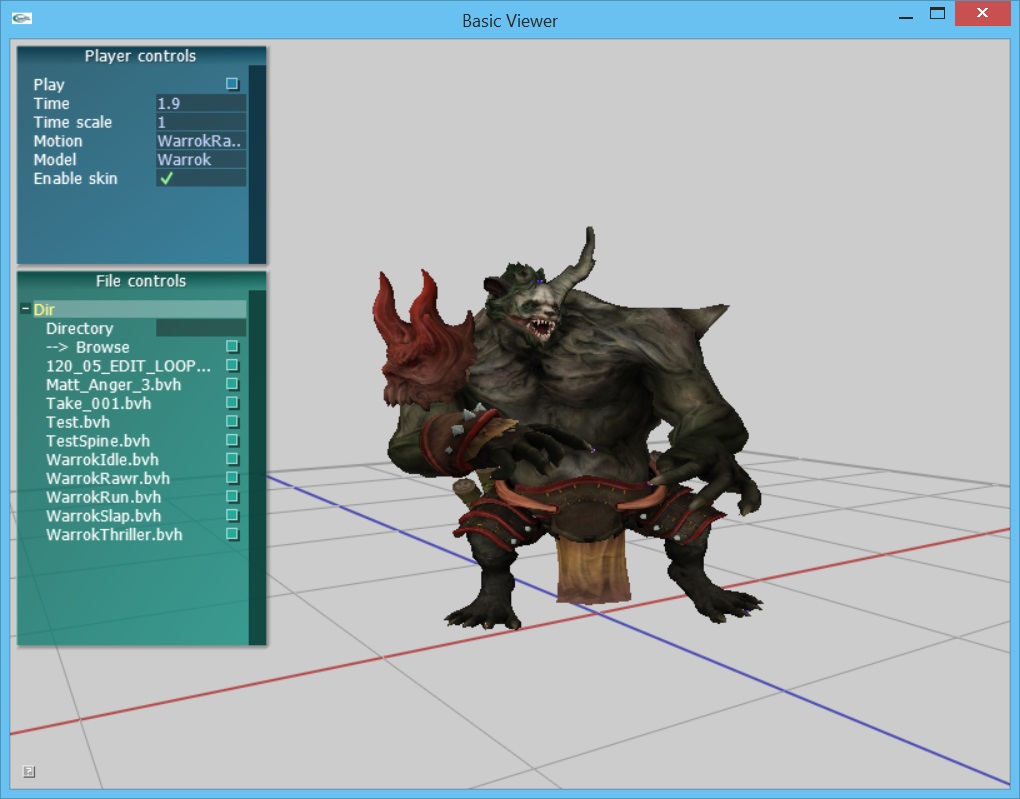 Basic Viewer
Player controls
Play
Time 1.9
Time scale 1
Motion WarrokRa..
Model Warrok
Enable skin
File controls
Dir
Directory
--> Browse
120_05_EDIT_LOOP...
Matt_Anger_3.bvh
Take_001.bvh
Test.bvh
TestSpine.bvh
WarrokIdle.bvh
WarrokRawr.bvh
WarrokRun.bvh
WarrokSlap.bvh
WarrokThriller.bvh